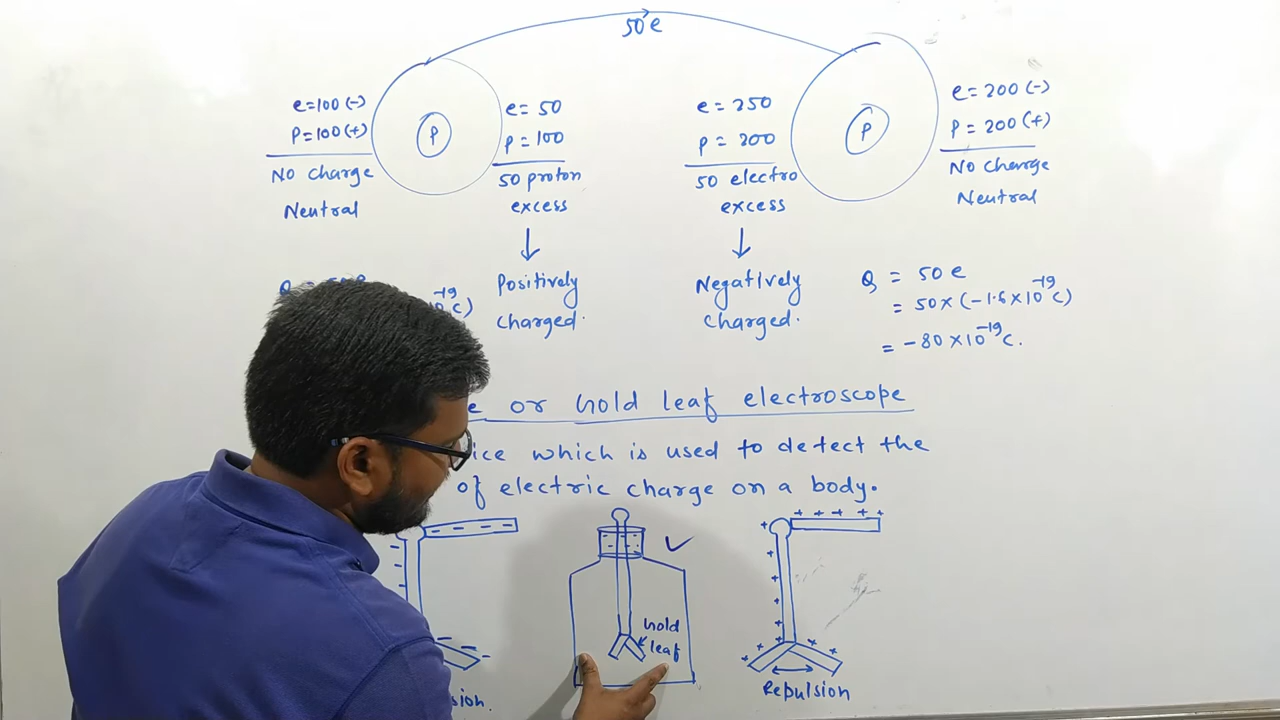 50 e
e=100 (-)
P=100 (+)
No charge
Neutral
P
e = 50
P = 100
50 proton
excess
↓
Positively
charged.
e = 250
P = 200
50 electro
excess
↓
Negatively
charged.
P
e = 200 (-)
P = 200 (+)
No charge
Neutral
Q = 50 e
= 50 × (-1.6 × 10⁻¹⁹ C)
= -80 × 10⁻¹⁹ C.
⁻¹⁹ C)
or Gold leaf electroscope
which is used to detect the
of electric charge on a body.
- - - -
✓
Gold
leaf
+ + + + +
Repulsion